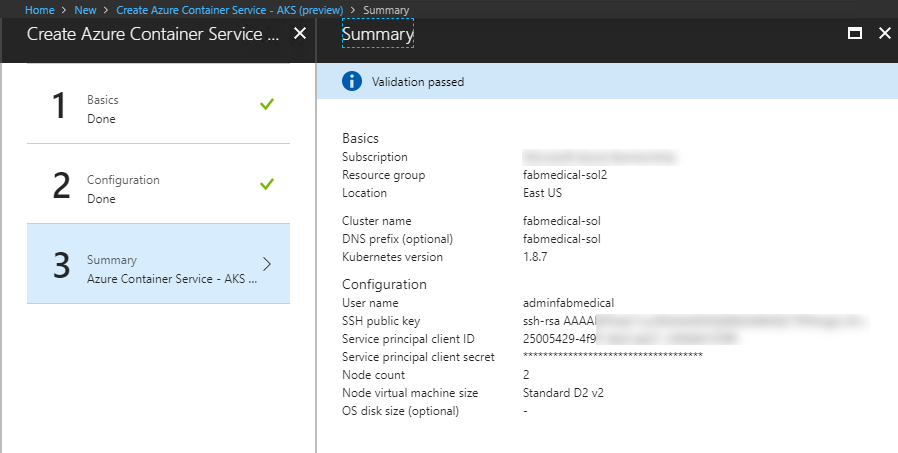 Home > New > Create Azure Container Service - AKS (preview) > Summary
Create Azure Container Service ...
Summary
Validation passed
1 Basics
Done
2 Configuration
Done
3 Summary
Azure Container Service - AKS ...
Basics
Subscription
Resource group fabmedical-sol2
Location East US
Cluster name fabmedical-sol
DNS prefix (optional) fabmedical-sol
Kubernetes version 1.8.7
Configuration
User name adminfabmedical
SSH public key ssh-rsa AAAA
Service principal client ID 25005429-4f9
Service principal client secret ************************************
Node count 2
Node virtual machine size Standard D2 v2
OS disk size (optional) -